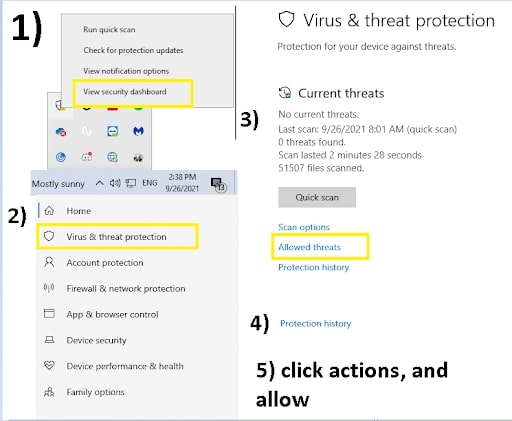 1)
Run quick scan
Check for protection updates
View notification options
View security dashboard
Mostly sunny
ENG
2:38 PM
9/26/2021
13
2)
Home
Virus & threat protection
Account protection
Firewall & network protection
App & browser control
Device security
Device performance & health
Family options
Virus & threat protection
Protection for your device against threats.
3)
Current threats
No current threats.
Last scan: 9/26/2021 8:01 AM (quick scan)
0 threats found.
Scan lasted 2 minutes 28 seconds
51507 files scanned.
Quick scan
Scan options
Allowed threats
Protection history
4)
Protection history
5) click actions, and
allow